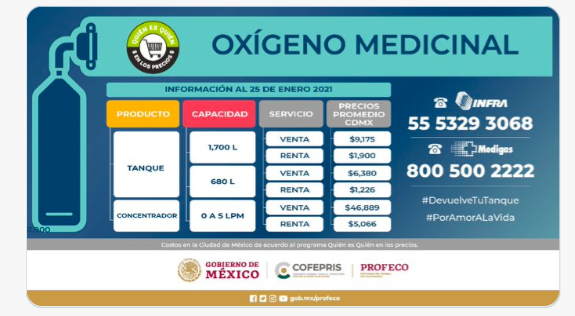 QUIÉN ES QUIÉN
EN LOS PRECIOS
OXÍGENO MEDICINAL
INFORMACIÓN AL 25 DE ENERO 2021
PRODUCTO
CAPACIDAD
SERVICIO
PRECIOS
PROMEDIO
CDMX
TANQUE
1,700 L
VENTA
$9,175
RENTA
$1,900
680 L
VENTA
$6,380
RENTA
$1,226
CONCENTRADOR
0 A 5 LPM
VENTA
$46,889
RENTA
$5,066
INFRA
55 5329 3068
Medigas
800 500 2222
#DevuelveTuTanque
#PorAmorALaVida
Costos en la Ciudad de México de acuerdo al programa Quién es Quién en los precios.
GOBIERNO DE
MÉXICO
COFEPRIS
PROFECO
gob.mx/profeco